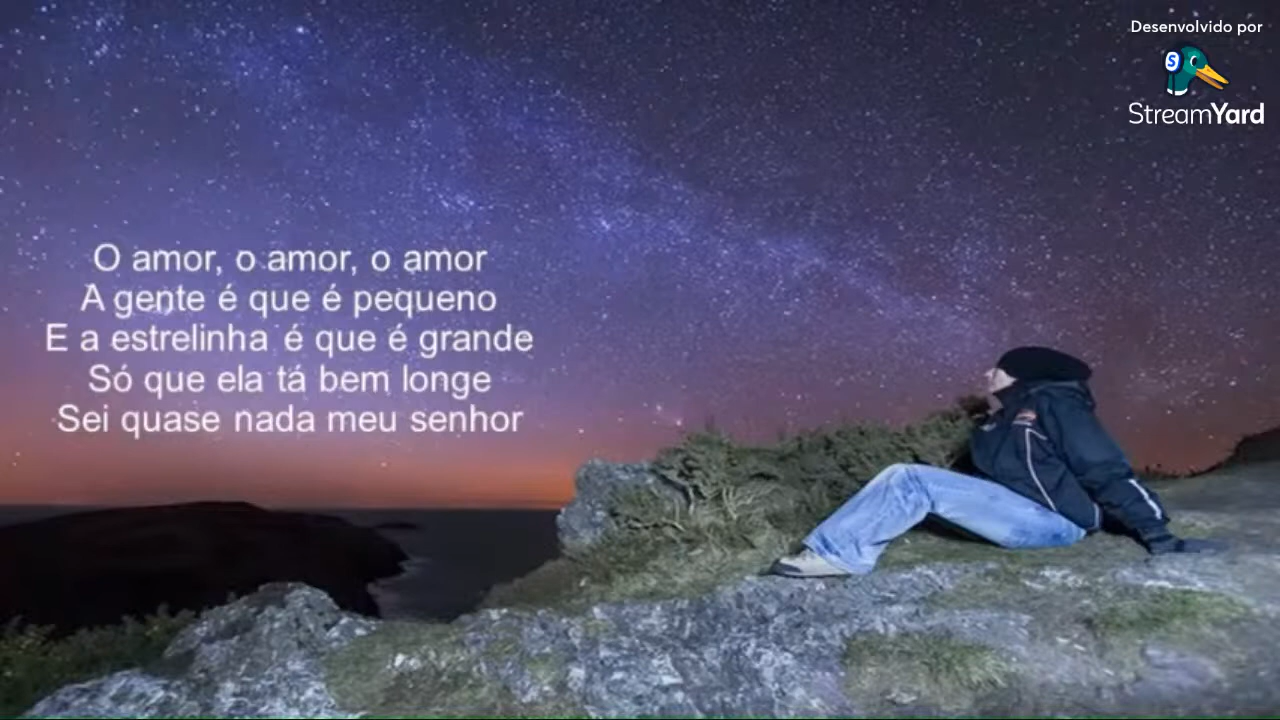 Desenvolvido por
StreamYard
O amor, o amor, o amor
A gente é que é pequeno
E a estrelinha é que é grande
Só que ela tá bem longe
Sei quase nada meu senhor